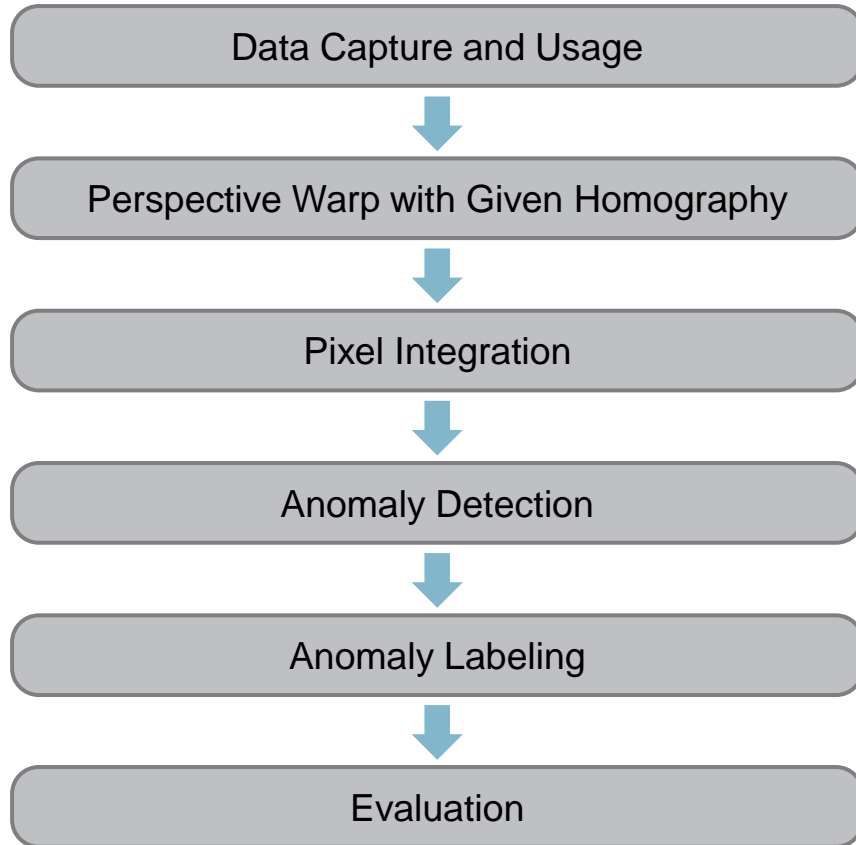 Data Capture and Usage
Perspective Warp with Given Homography
Pixel Integration
Anomaly Detection
Anomaly Labeling
Evaluation